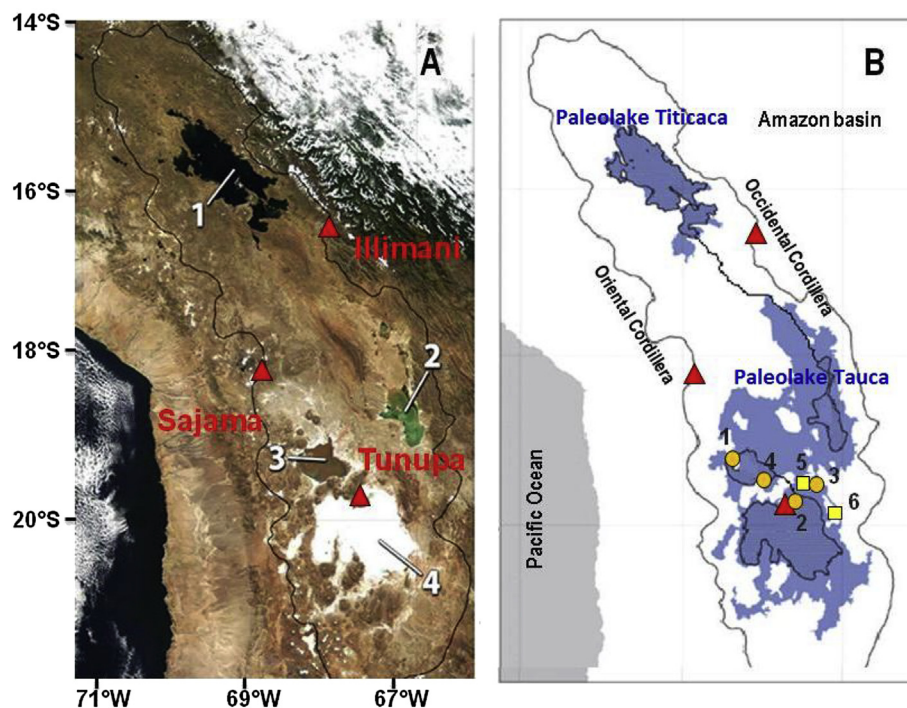 14°S
16°S
18°S
20°S
71°W
69°W
67°W
A
1
Illimani
2
Sajama
3
Tunupa
4
B
Paleolake Titicaca
Amazon basin
Occidental Cordillera
Oriental Cordillera
Paleolake Tauca
Pacific Ocean
1
4
5
3
2
6